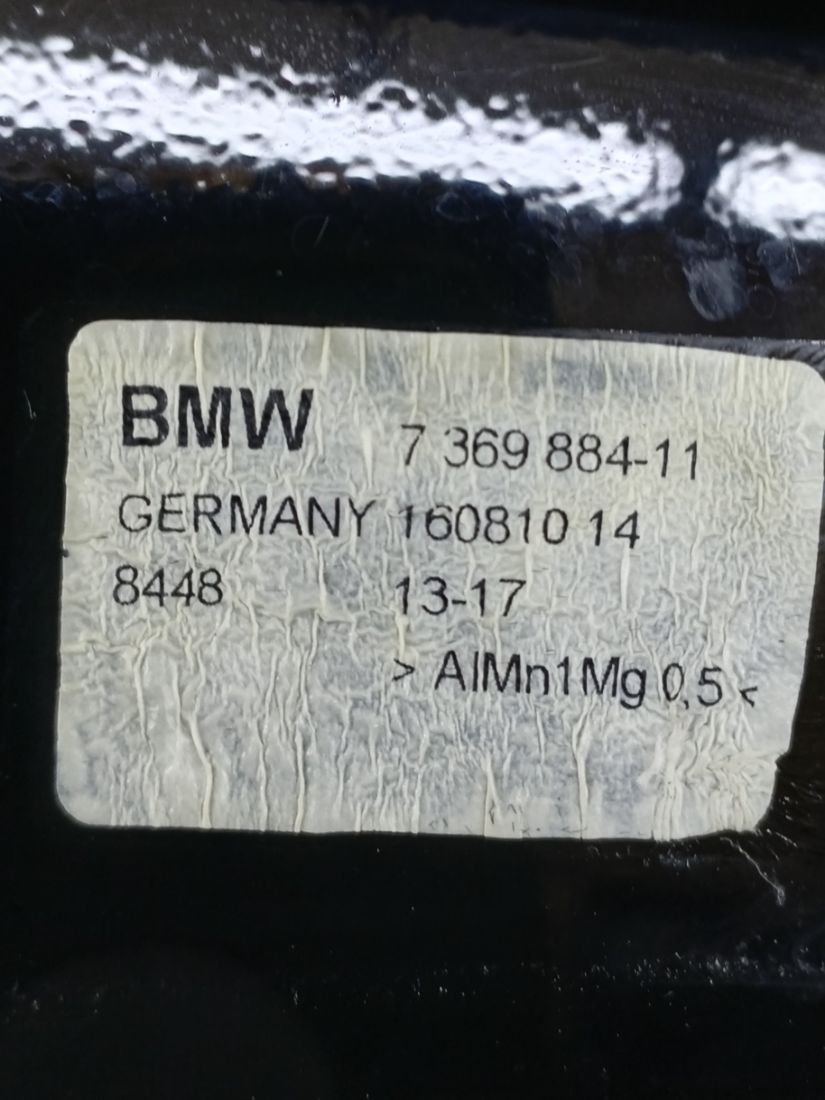 BMW 7 369 884-11
GERMANY 160810 14
8448 13-17
> AlMn1Mg 0,5 <